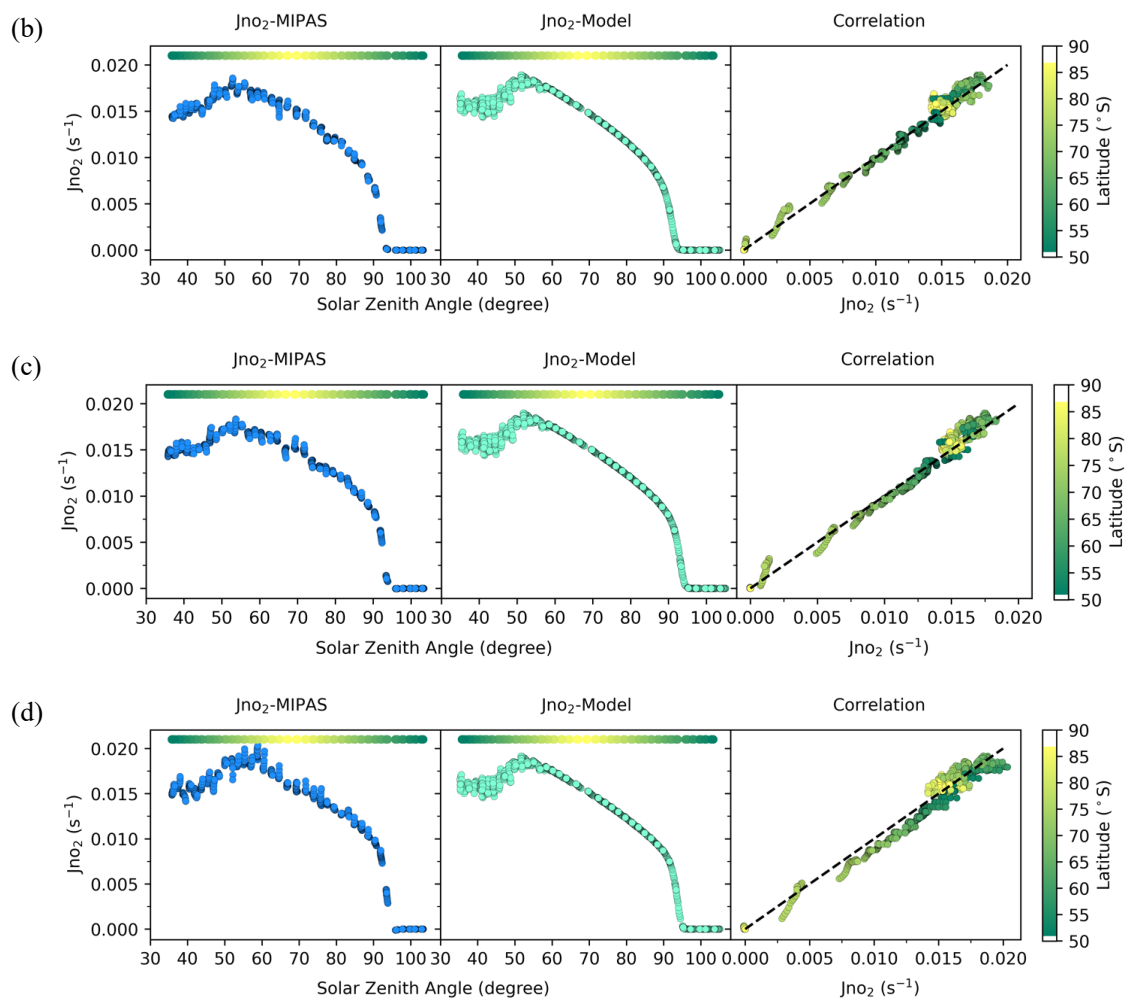 (b)
Jno₂-MIPAS Jno₂-Model Correlation
0.020
0.015
0.010
0.005
0.000
Jno₂ (s⁻¹)
30 40 50 60 70 80 90 100 30 40 50 60 70 80 90 100 0.000 0.005 0.010 0.015 0.020
Solar Zenith Angle (degree) Jno₂ (s⁻¹)
90
85
80
75
70
65
60
55
50
Latitude (°S)
(c)
Jno₂-MIPAS Jno₂-Model Correlation
0.020
0.015
0.010
0.005
0.000
Jno₂ (s⁻¹)
30 40 50 60 70 80 90 100 30 40 50 60 70 80 90 100 0.000 0.005 0.010 0.015 0.020
Solar Zenith Angle (degree) Jno₂ (s⁻¹)
90
85
80
75
70
65
60
55
50
Latitude (°S)
(d)
Jno₂-MIPAS Jno₂-Model Correlation
0.020
0.015
0.010
0.005
0.000
Jno₂ (s⁻¹)
30 40 50 60 70 80 90 100 30 40 50 60 70 80 90 100 0.000 0.005 0.010 0.015 0.020
Solar Zenith Angle (degree) Jno₂ (s⁻¹)
90
85
80
75
70
65
60
55
50
Latitude (°S)